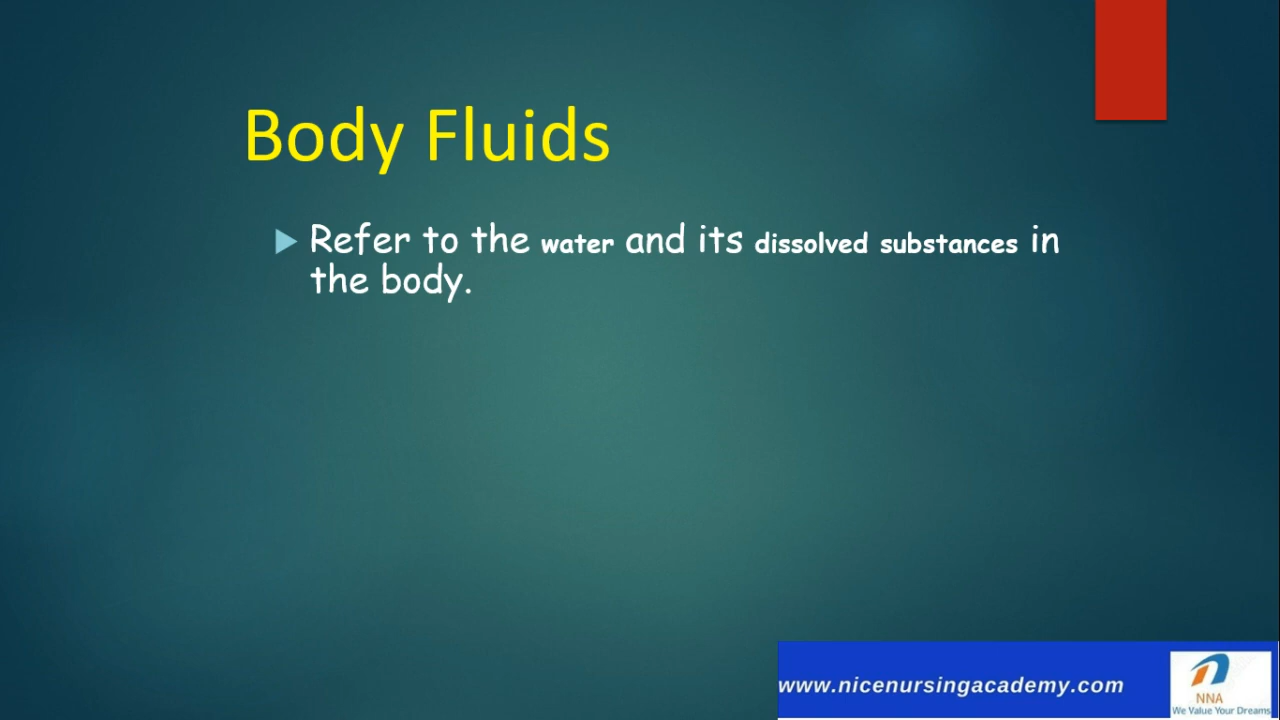 Body Fluids
Refer to the water and its dissolved substances in
the body.
www.nicenursingacademy.com
NNA
We Value Your Dreams